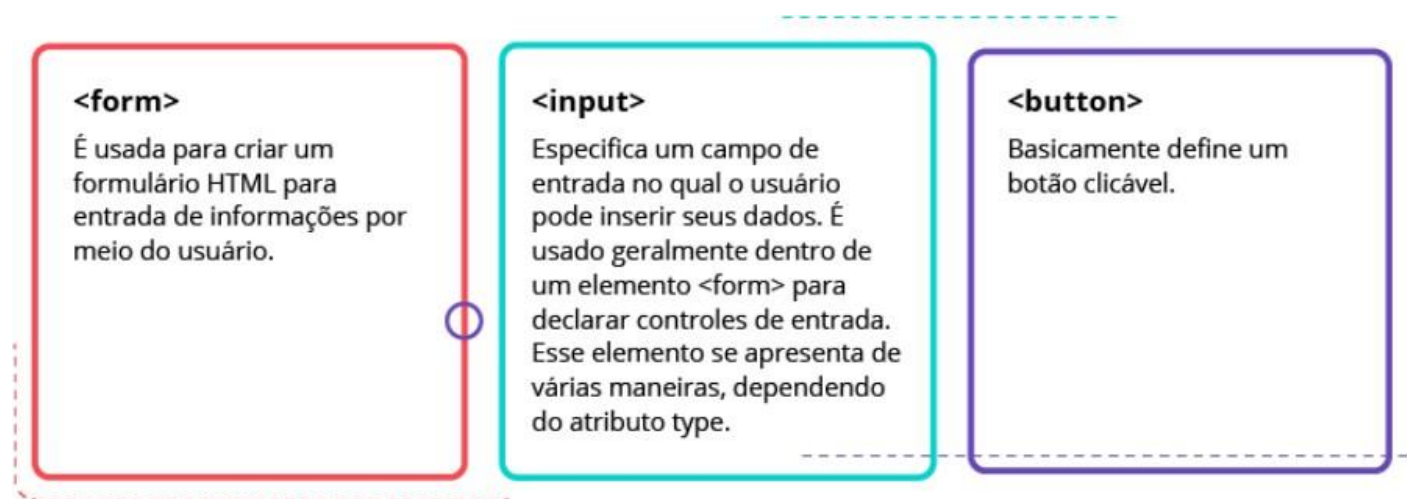 <form>
É usada para criar um
formulário HTML para
entrada de informações por
meio do usuário.
<input>
Especifica um campo de
entrada no qual o usuário
pode inserir seus dados. É
usado geralmente dentro de
um elemento <form> para
declarar controles de entrada.
Esse elemento se apresenta de
várias maneiras, dependendo
do atributo type.
<button>
Basicamente define um
botão clicável.